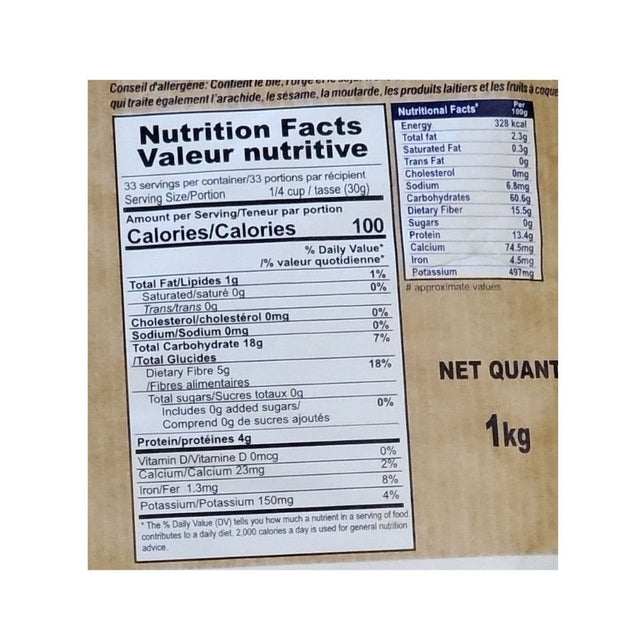 Conseil d'allergène: Contient le blé, l'orge et
qui traite également l'arachide, le sésame, la moutarde, les produits laitiers et les fruits à coque
Nutrition Facts
Valeur nutritive
33 servings per container/33 portions par récipient
Serving Size/Portion 1/4 cup / tasse (30g)
Amount per Serving/Teneur par portion
Calories/Calories 100
% Daily Value*
/% valeur quotidienne*
Total Fat/Lipides 1g 1%
Saturated/saturé 0g 0%
Trans/trans 0g
Cholesterol/cholestérol 0mg 0%
Sodium/Sodium 0mg 0%
Total Carbohydrate 18g 7%
/Total Glucides
Dietary Fibre 5g 18%
/Fibres alimentaires
Total sugars/Sucres totaux 0g
Includes 0g added sugars/ 0%
Comprend 0g de sucres ajoutés
Protein/protéines 4g
Vitamin D/Vitamine D 0mcg 0%
Calcium/Calcium 23mg 2%
Iron/Fer 1.3mg 8%
Potassium/Potassium 150mg 4%
* The % Daily Value (DV) tells you how much a nutrient in a serving of food
contributes to a daily diet. 2,000 calories a day is used for general nutrition
advice.
Nutritional Facts# Per 100g
Energy 328 kcal
Total fat 2.3g
Saturated Fat 0.3g
Trans Fat 0g
Cholesterol 0mg
Sodium 6.8mg
Carbohydrates 60.6g
Dietary Fiber 15.5g
Sugars 0g
Protein 13.4g
Calcium 74.5mg
Iron 4.5mg
Potassium 497mg
# approximate values
NET QUANT
1kg